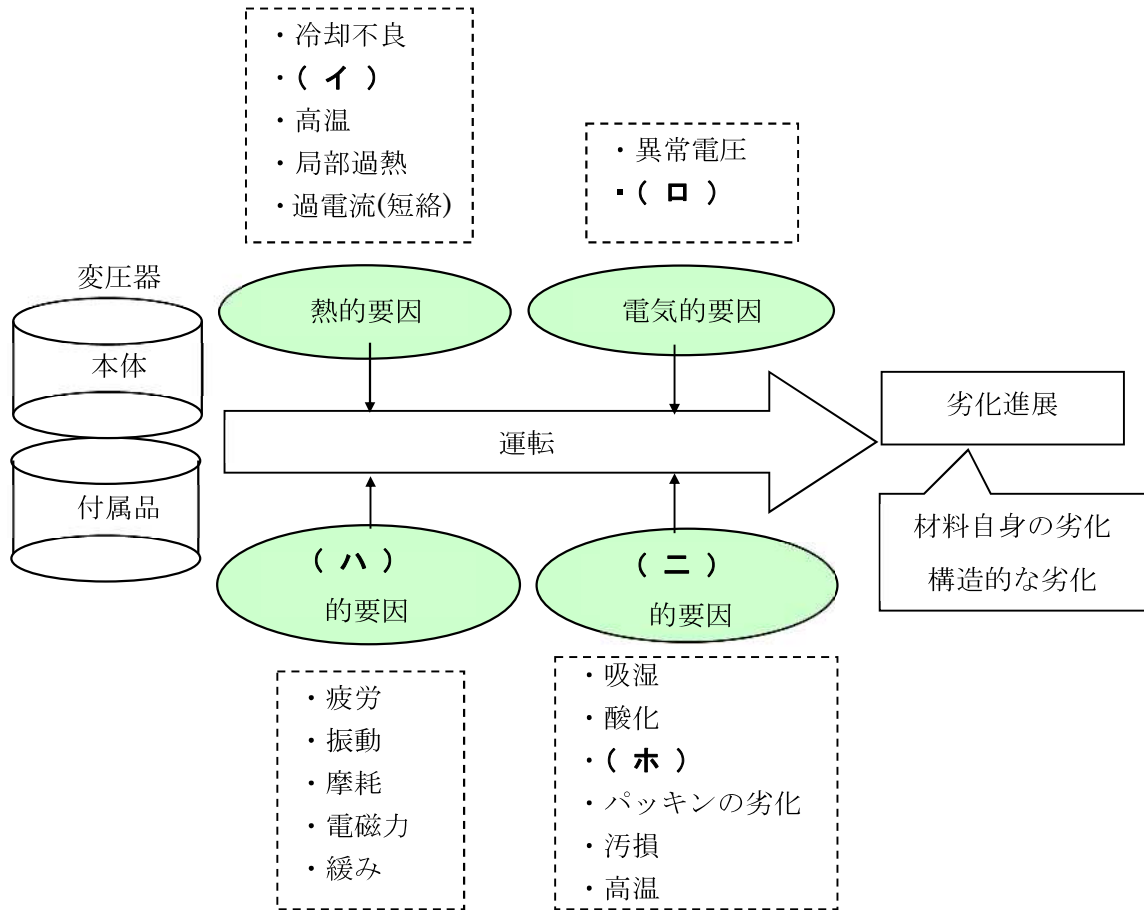 ・冷却不良
・( イ )
・高温
・局部過熱
・過電流(短絡)
・異常電圧
・( ロ )
変圧器
本体
付属品
熱的要因
電気的要因
運転
劣化進展
材料自身の劣化
構造的な劣化
( ハ )
的要因
( ニ )
的要因
・疲労
・振動
・摩耗
・電磁力
・緩み
・吸湿
・酸化
・( ホ )
・パッキンの劣化
・汚損
・高温